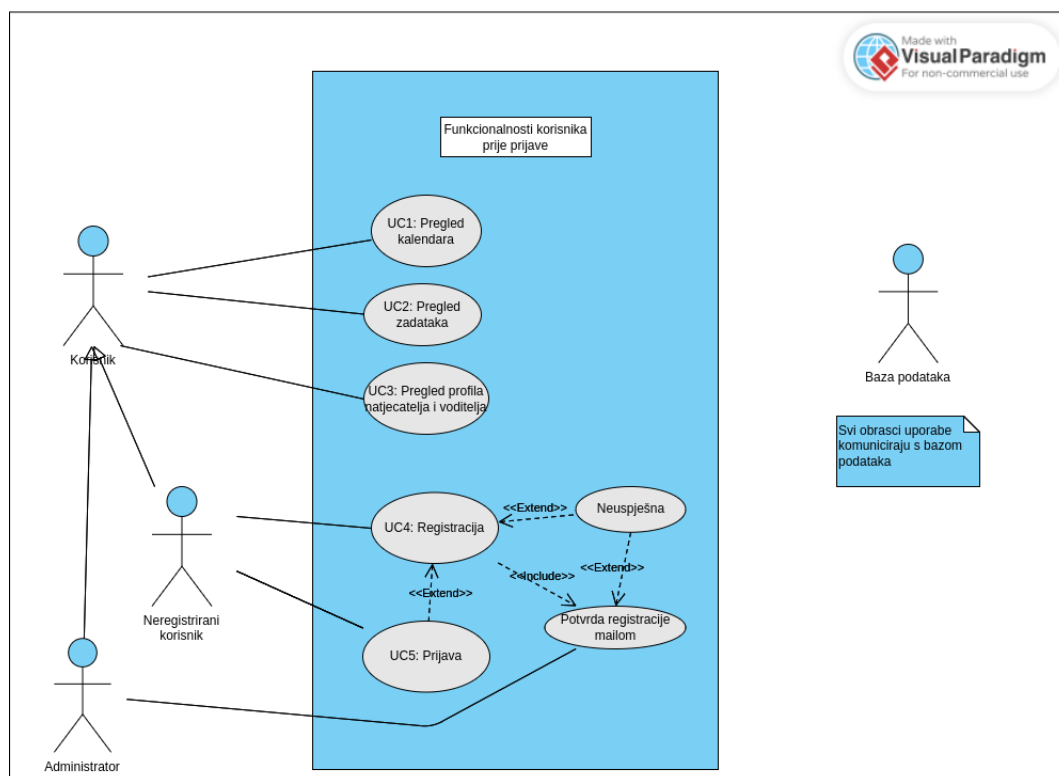 Made with
VisualParadigm
For non-commercial use
Funkcionalnosti korisnika
prije prijave
UC1: Pregled
kalendara
UC2: Pregled
zadataka
Korisnik
UC3: Pregled profila
natjecatelja i voditelja
Baza podataka
Svi obrasci uporabe
komuniciraju s bazom
podataka
<<Extend>>
Neuspješna
UC4: Registracija
<<Include>>
<<Extend>>
<<Extend>>
Neregistrirani
korisnik
Potvrda registracije
mailom
UC5: Prijava
Administrator